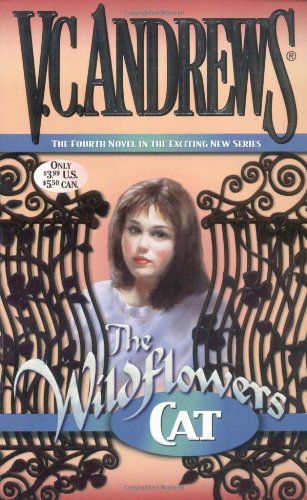 V.C. ANDREWS®
THE FOURTH NOVEL IN THE EXCITING NEW SERIES
ONLY
$3.99 U.S.
$5.50 CAN.
The
Wildflowers
CAT